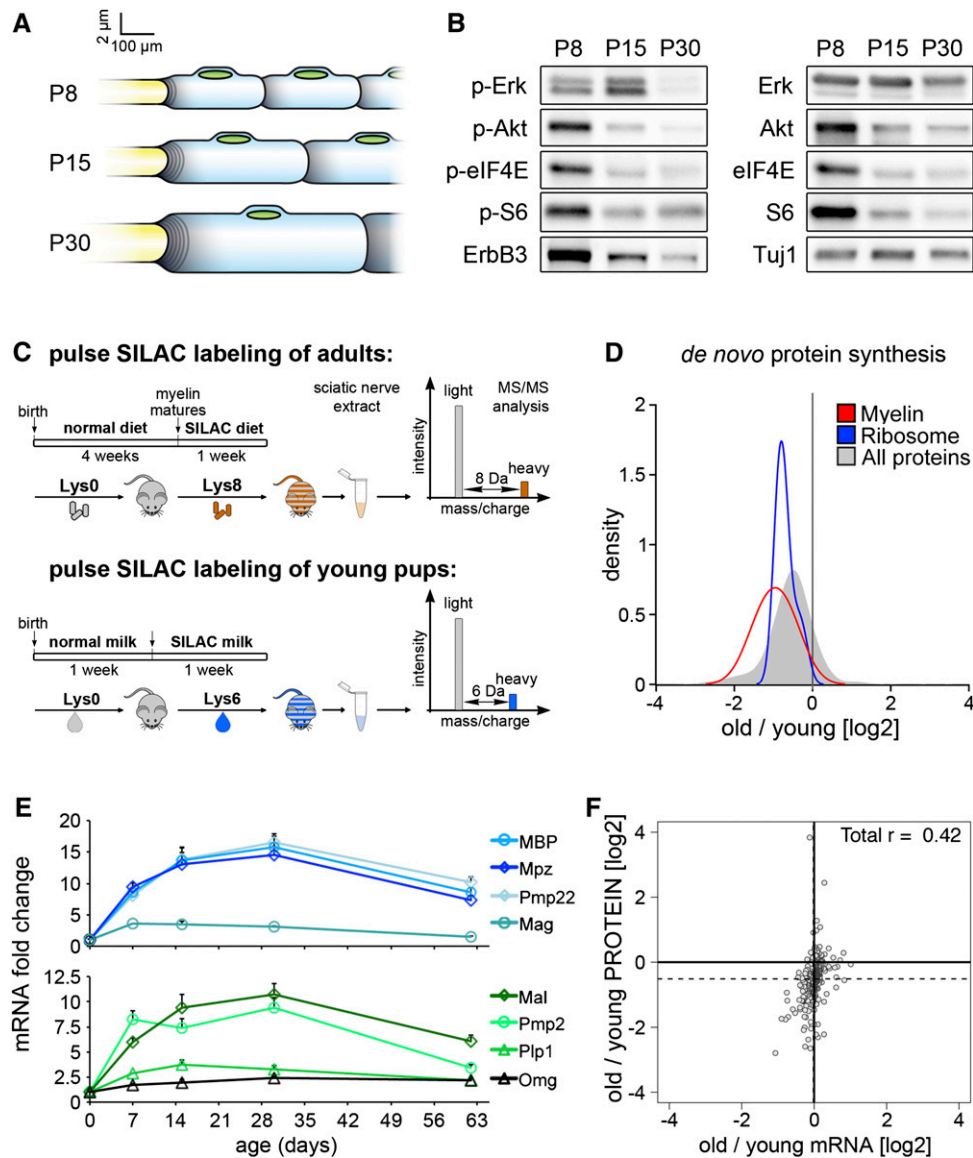 A
2 µm
100 µm
P8
P15
P30
B
P8 P15 P30
p-Erk
p-Akt
p-eIF4E
p-S6
ErbB3
P8 P15 P30
Erk
Akt
eIF4E
S6
Tuj1
C
pulse SILAC labeling of adults:
birth
myelin
matures
normal diet
SILAC diet
4 weeks
1 week
Lys0
Lys8
sciatic nerve
extract
MS/MS
analysis
light
heavy
8 Da
intensity
mass/charge
pulse SILAC labeling of young pups:
birth
normal milk
SILAC milk
1 week
1 week
Lys0
Lys6
light
heavy
6 Da
intensity
mass/charge
D
de novo protein synthesis
Myelin
Ribosome
All proteins
density
2
1.5
1
0.5
0
-4 -2 0 2 4
old / young [log2]
E
mRNA fold change
20
15
10
5
0
MBP
Mpz
Pmp22
Mag
12.5
10
7.5
5
2.5
0
Mal
Pmp2
Plp1
Omg
0 7 14 21 28 35 42 49 56 63
age (days)
F
Total r = 0.42
old / young PROTEIN [log2]
4
2
0
-2
-4
-4 -2 0 2 4
old / young mRNA [log2]